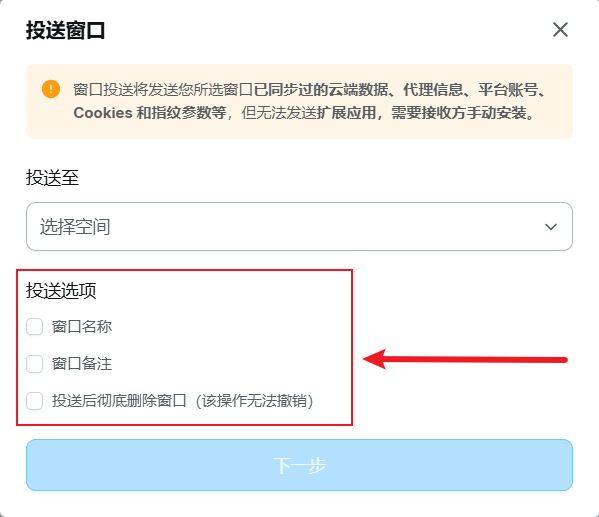 投送窗口
窗口投送将发送您所选窗口已同步过的云端数据、代理信息、平台账号、
Cookies 和指纹参数等，但无法发送扩展应用，需要接收方手动安装。
投送至
选择空间
投送选项
窗口名称
窗口备注
投送后彻底删除窗口（该操作无法撤销）
下一步